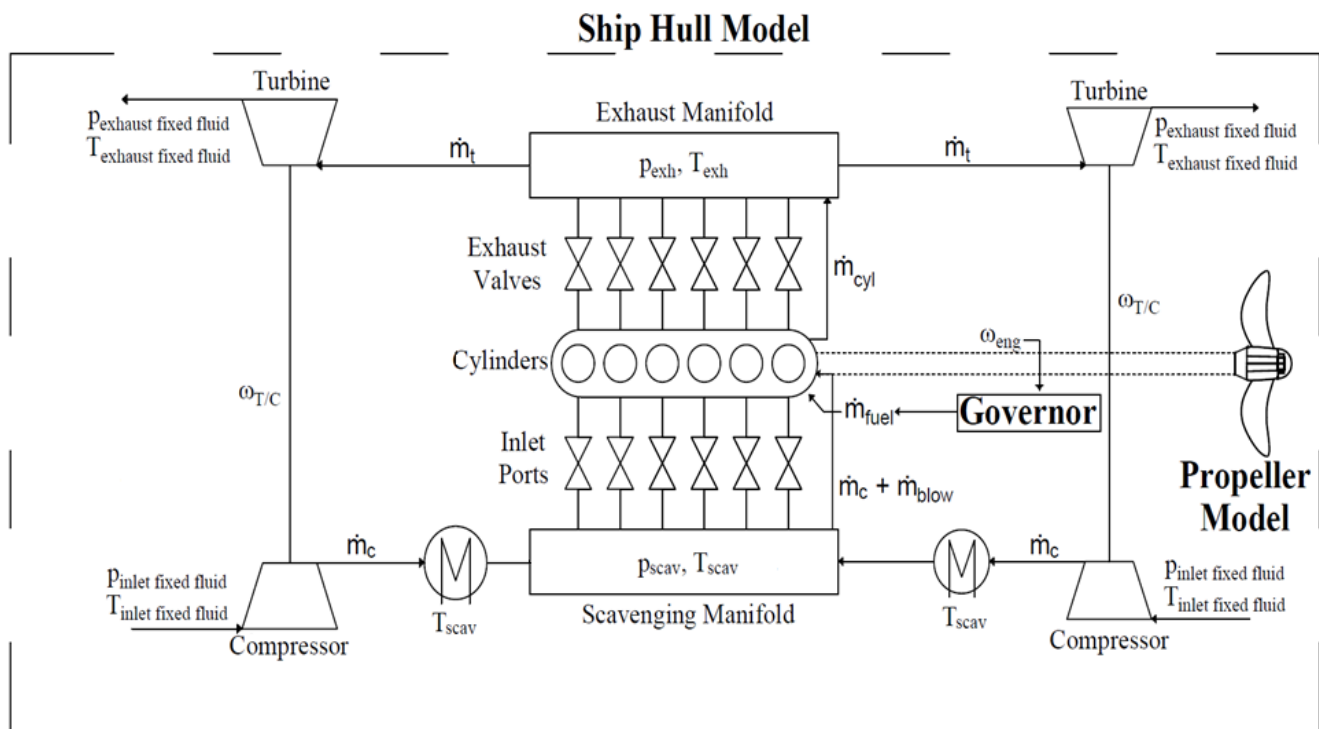 Ship Hull Model
Turbine
p_exhaust fixed fluid
T_exhaust fixed fluid
ṁ_t
Exhaust Manifold
p_exh, T_exh
ṁ_t
Turbine
p_exhaust fixed fluid
T_exhaust fixed fluid
Exhaust
Valves
ṁ_cyl
ω_T/C
Cylinders
ω_eng
ω_T/C
ṁ_fuel
Governor
Inlet
Ports
ṁ_c + ṁ_blow
Propeller
Model
p_inlet fixed fluid
T_inlet fixed fluid
Compressor
ṁ_c
T_scav
p_scav, T_scav
Scavenging Manifold
T_scav
ṁ_c
p_inlet fixed fluid
T_inlet fixed fluid
Compressor